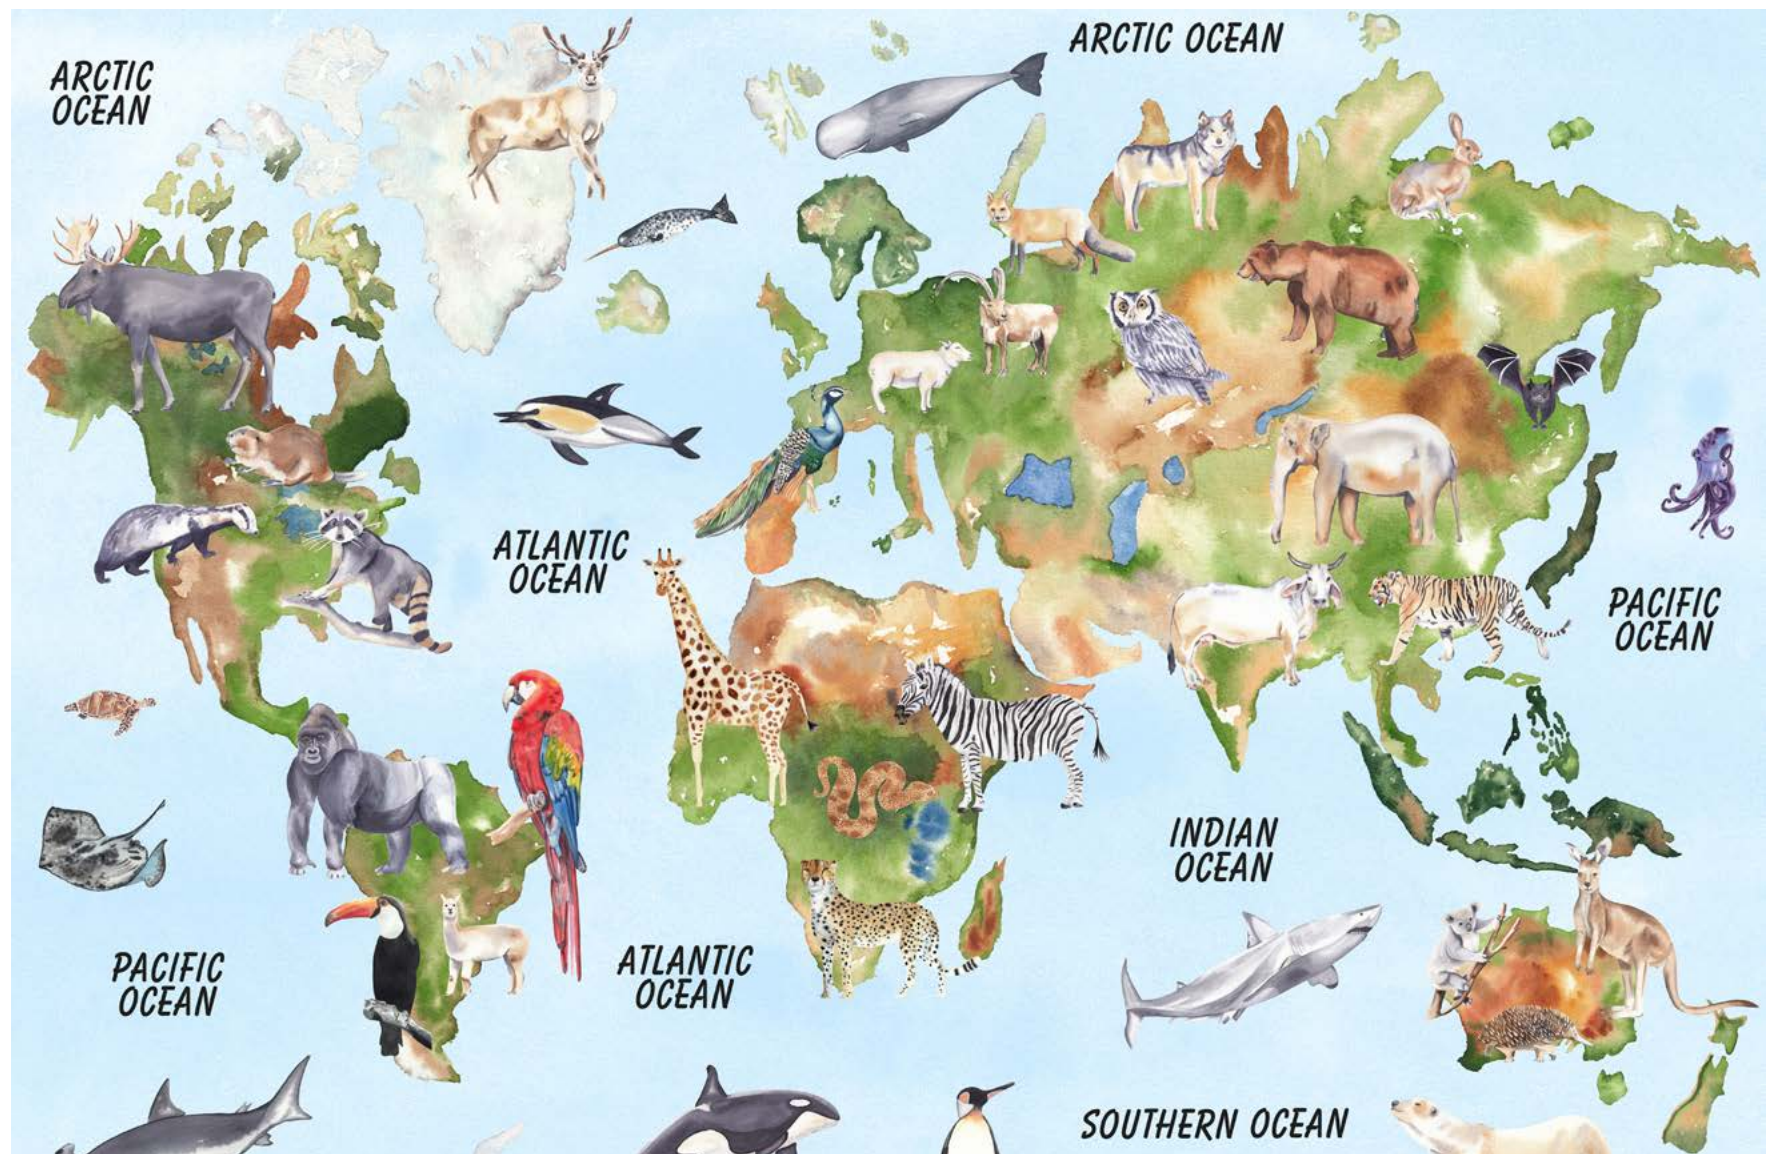 ARCTIC
OCEAN
ARCTIC OCEAN
ATLANTIC
OCEAN
PACIFIC
OCEAN
INDIAN
OCEAN
PACIFIC
OCEAN
ATLANTIC
OCEAN
SOUTHERN OCEAN